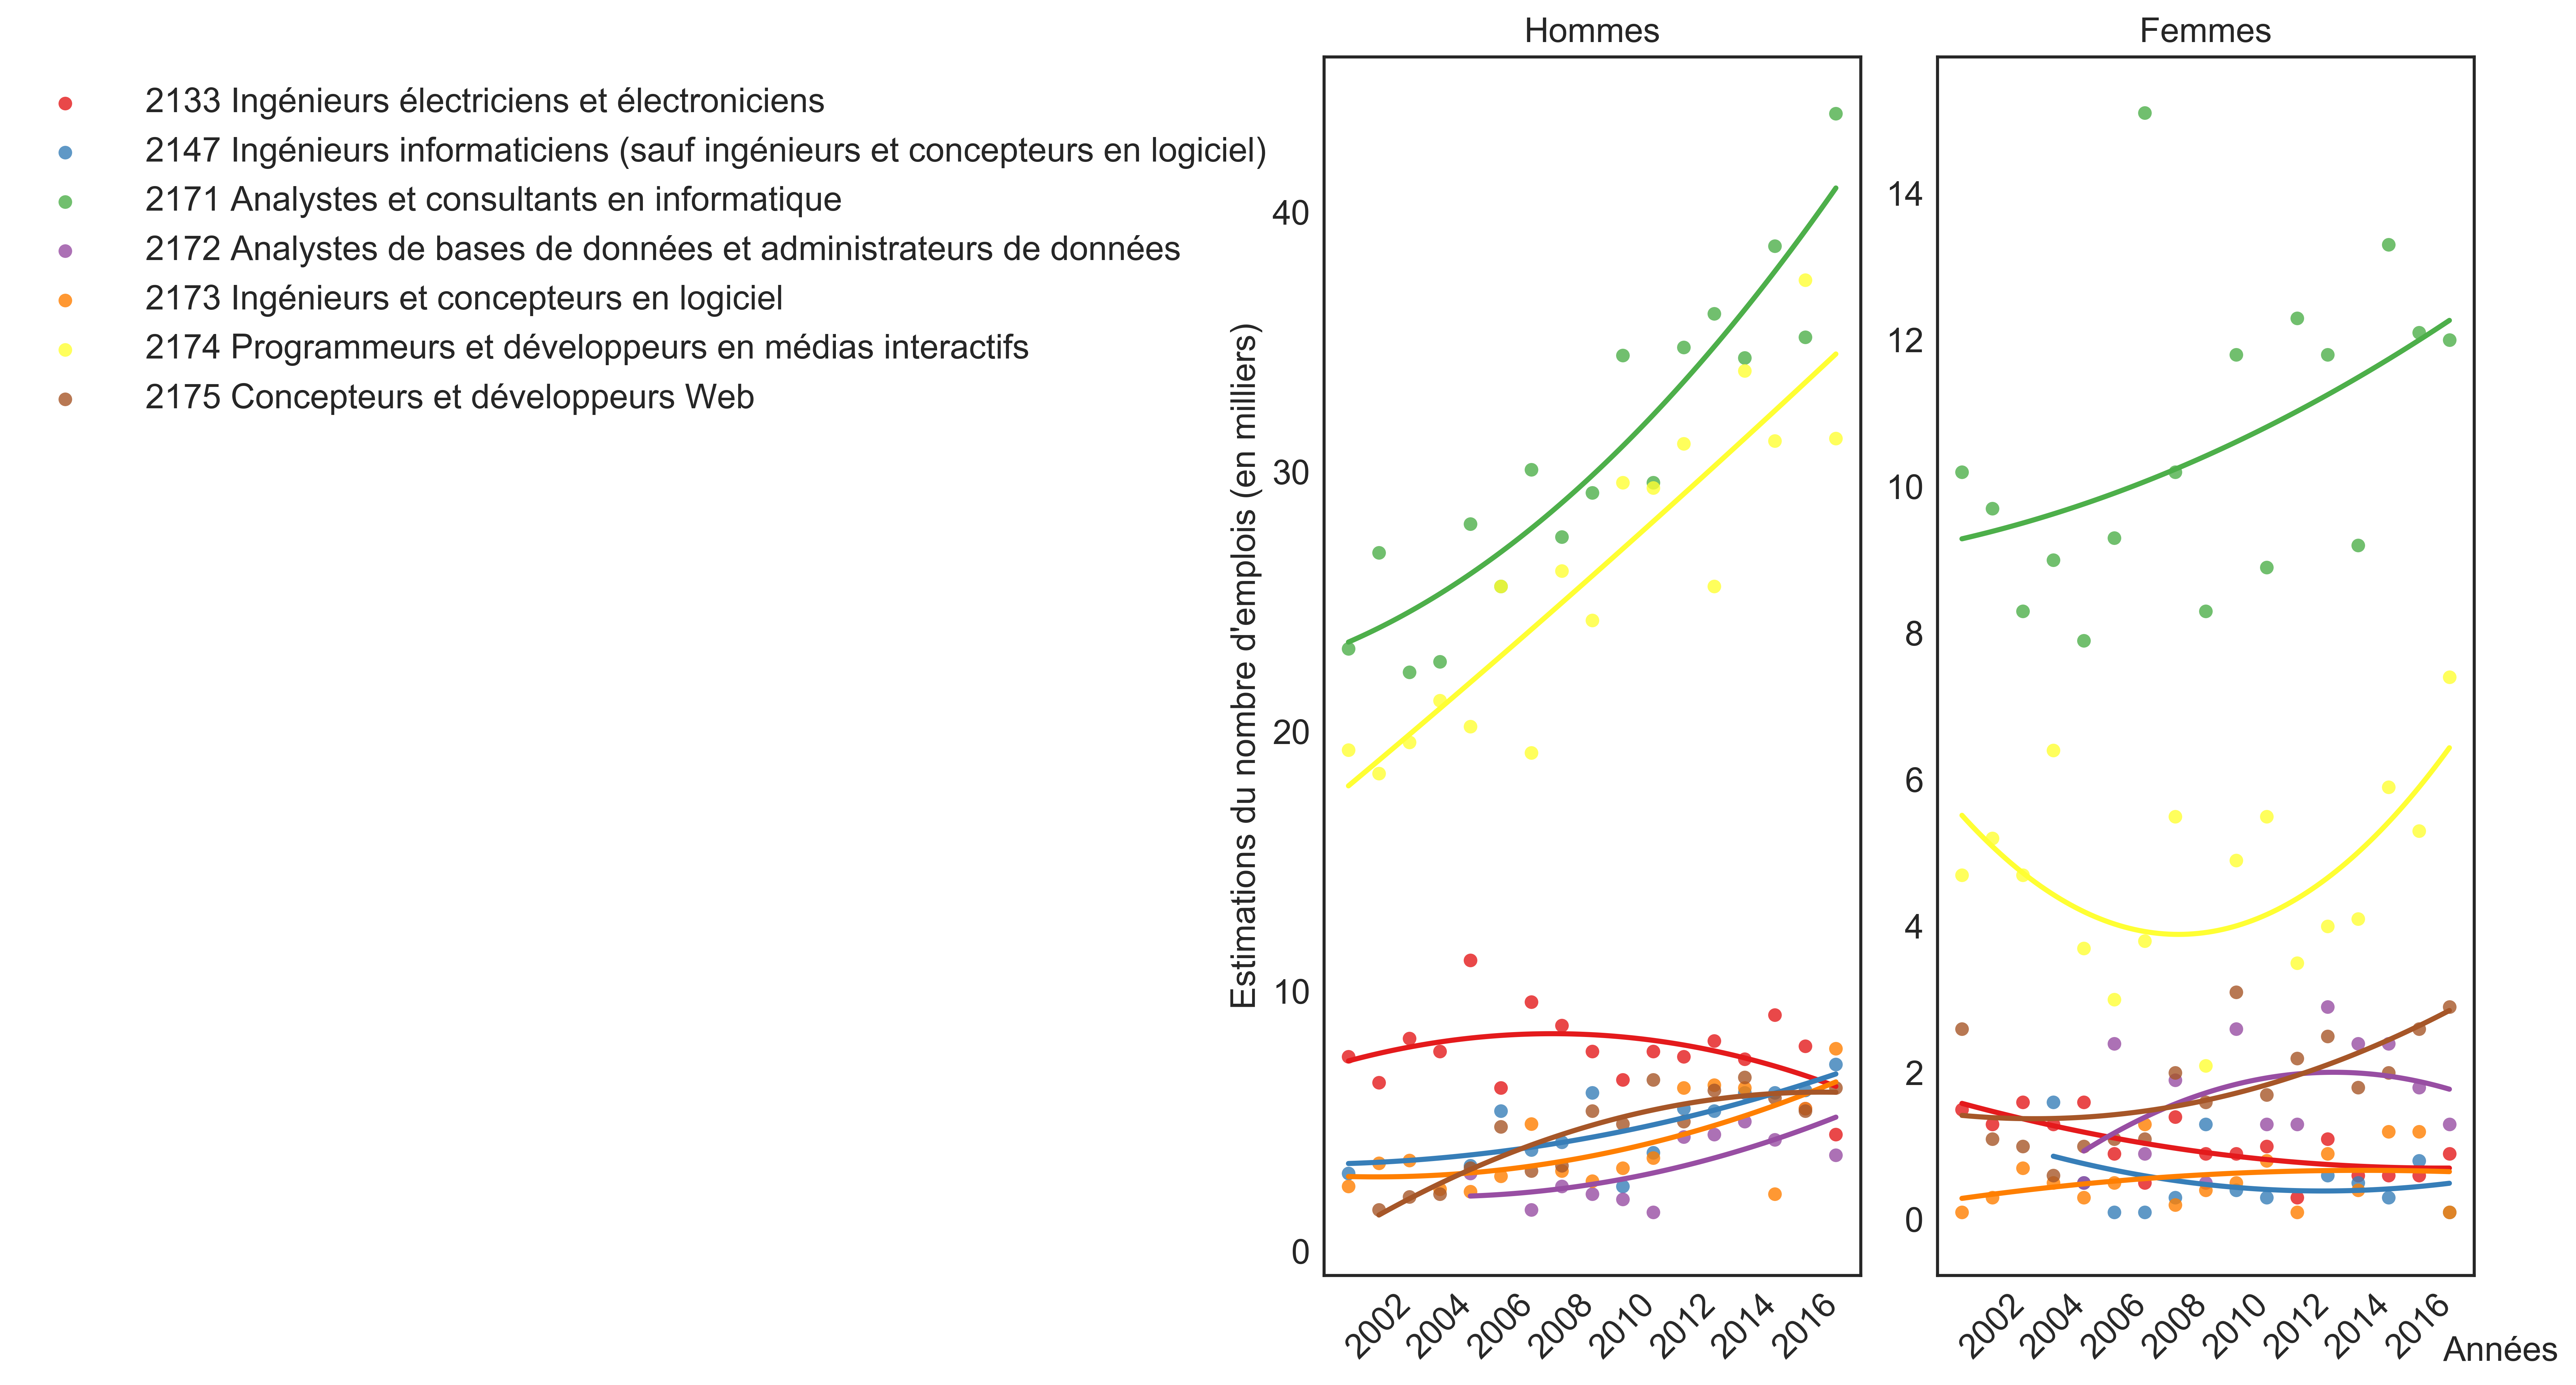 2133 Ingénieurs électriciens et électroniciens
2147 Ingénieurs informaticiens (sauf ingénieurs et concepteurs en logiciel)
2171 Analystes et consultants en informatique
2172 Analystes de bases de données et administrateurs de données
2173 Ingénieurs et concepteurs en logiciel
2174 Programmeurs et développeurs en médias interactifs
2175 Concepteurs et développeurs Web
Estimations du nombre d'emplois (en milliers)
Hommes
40
30
20
10
0
2002 2004 2006 2008 2010 2012 2014 2016
Femmes
14
12
10
8
6
4
2
0
2002 2004 2006 2008 2010 2012 2014 2016
Années